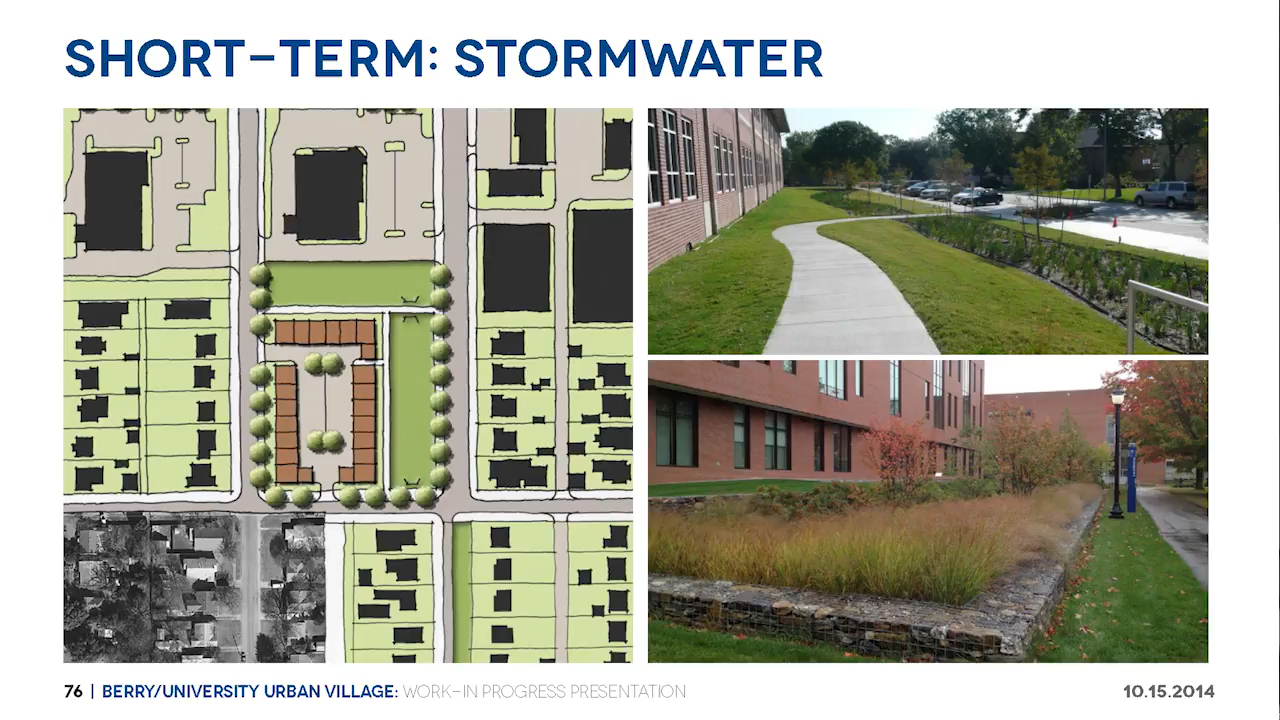 SHORT-TERM: STORMWATER
76 | BERRY/UNIVERSITY URBAN VILLAGE: WORK-IN PROGRESS PRESENTATION
10.15.2014